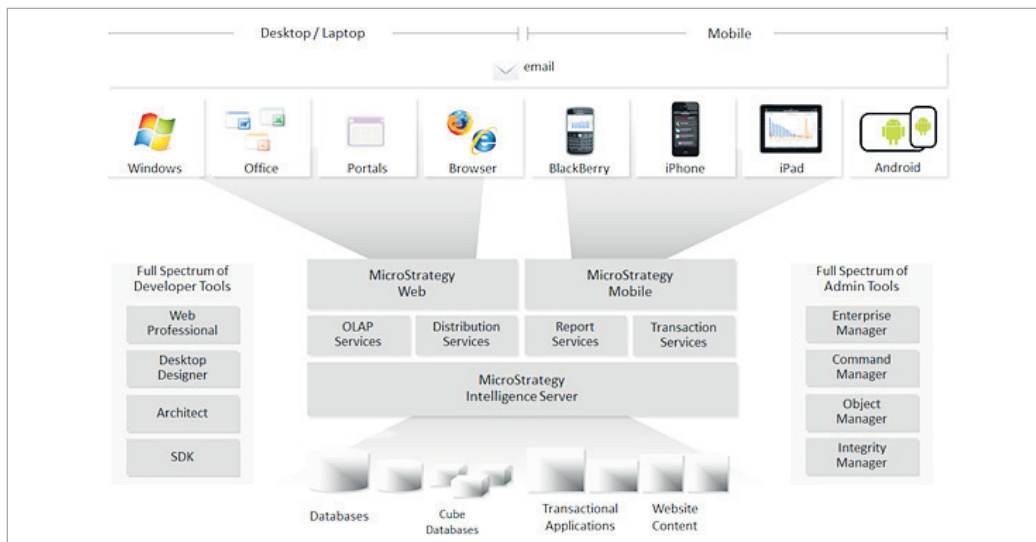 Desktop / Laptop
Mobile
email
Windows
Office
Portals
Browser
BlackBerry
iPhone
iPad
Android
Full Spectrum of
Developer Tools
Web
Professional
Desktop
Designer
Architect
SDK
MicroStrategy
Web
MicroStrategy
Mobile
OLAP
Services
Distribution
Services
Report
Services
Transaction
Services
MicroStrategy
Intelligence Server
Full Spectrum of
Admin Tools
Enterprise
Manager
Command
Manager
Object
Manager
Integrity
Manager
Databases
Cube
Databases
Transactional
Applications
Website
Content